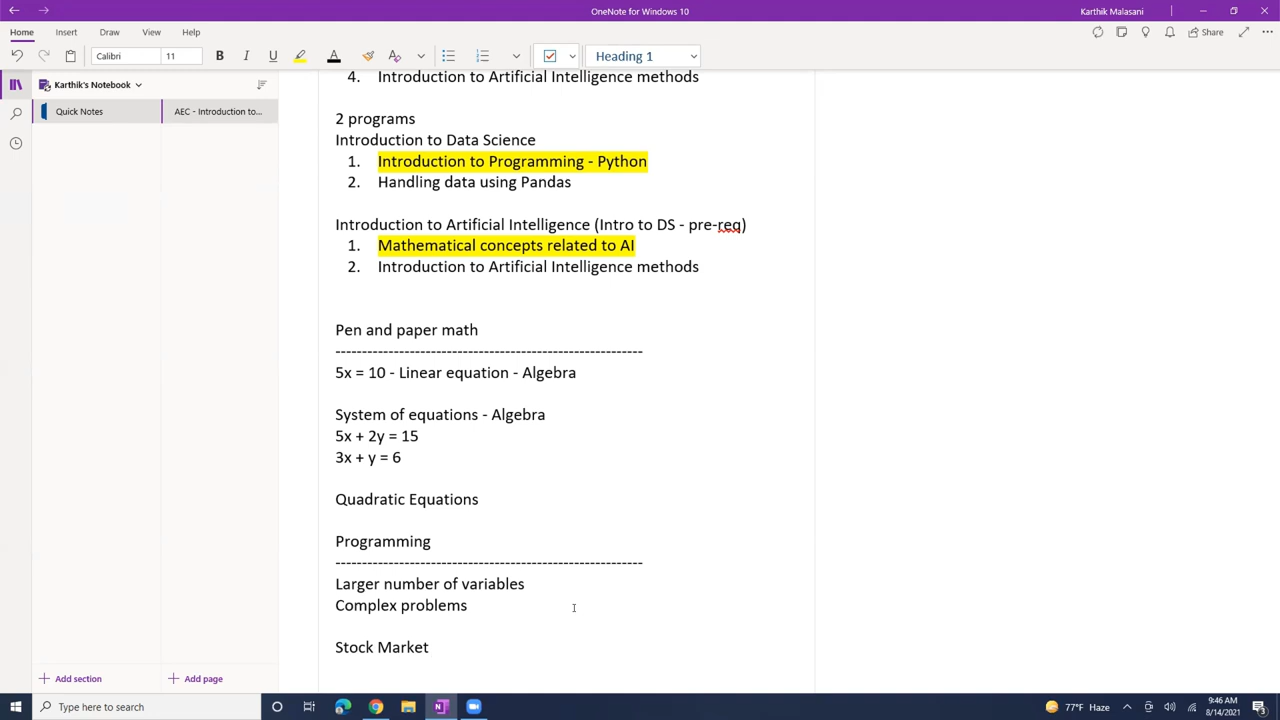 OneNote for Windows 10
Karthik Malasani
Home Insert Draw View Help
Share
Calibri 11 B I U A Heading 1
Karthik's Notebook
Quick Notes
AEC - Introduction to...
4. Introduction to Artificial Intelligence methods
2 programs
Introduction to Data Science
1. Introduction to Programming - Python
2. Handling data using Pandas
Introduction to Artificial Intelligence (Intro to DS - pre-req)
1. Mathematical concepts related to AI
2. Introduction to Artificial Intelligence methods
Pen and paper math
----------------------------------------------------------
5x = 10 - Linear equation - Algebra
System of equations - Algebra
5x + 2y = 15
3x + y = 6
Quadratic Equations
Programming
----------------------------------------------------------
Larger number of variables
Complex problems
Stock Market
Add section
Add page
Type here to search
77°F Haze
9:46 AM
8/14/2021
3